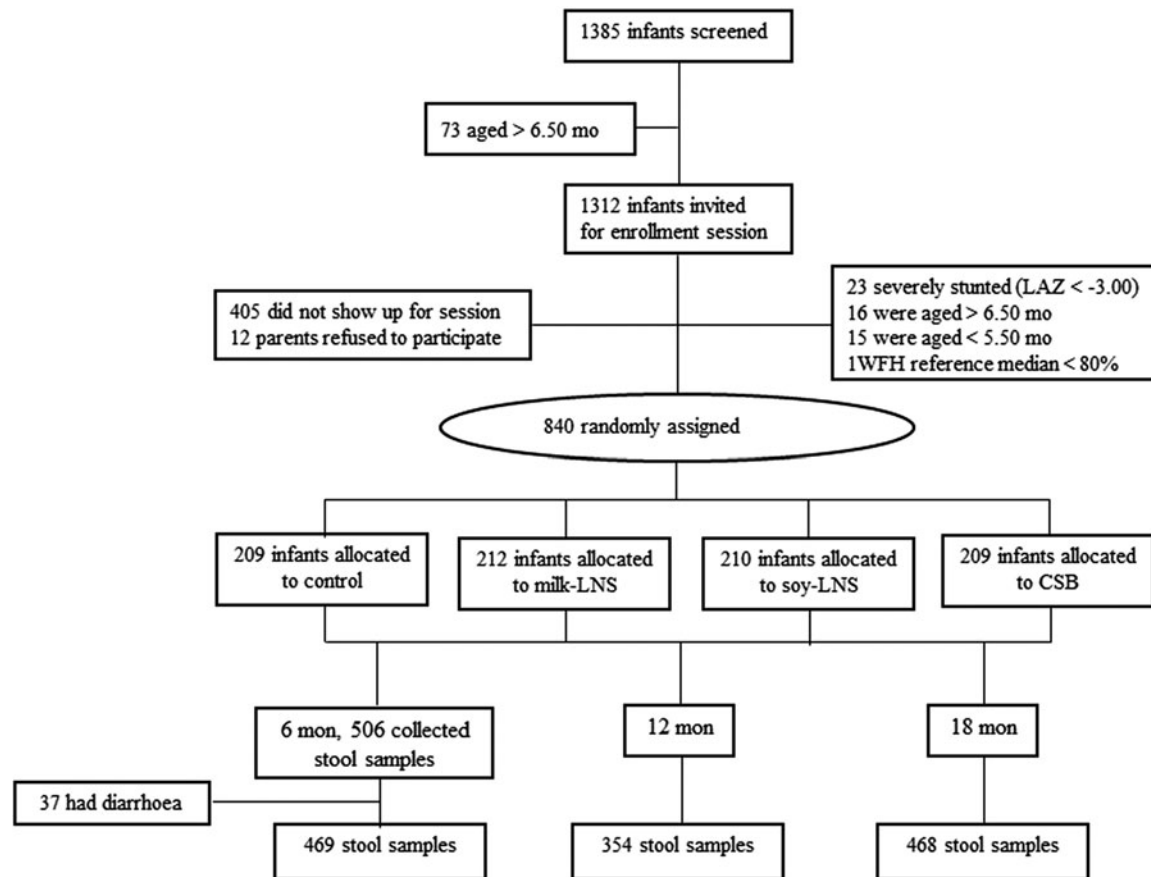 1385 infants screened
73 aged > 6.50 mo
1312 infants invited
for enrollment session
405 did not show up for session
12 parents refused to participate
23 severely stunted (LAZ < -3.00)
16 were aged > 6.50 mo
15 were aged < 5.50 mo
1WFH reference median < 80%
840 randomly assigned
209 infants allocated
to control
212 infants allocated
to milk-LNS
210 infants allocated
to soy-LNS
209 infants allocated
to CSB
6 mon, 506 collected
stool samples
12 mon
18 mon
37 had diarrhoea
469 stool samples
354 stool samples
468 stool samples